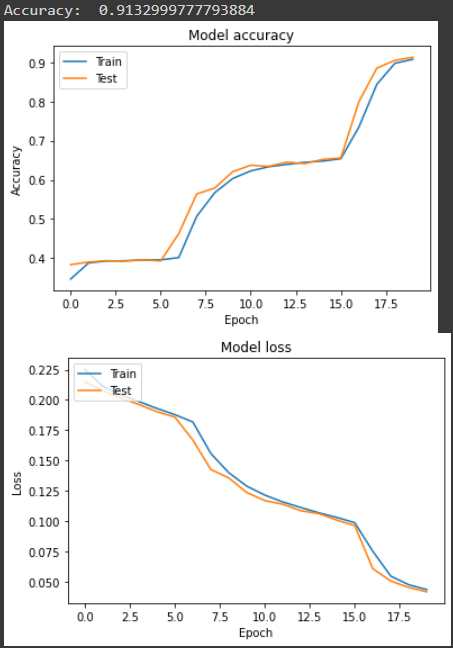 Accuracy:  0.9132999777793884
Model accuracy
Train
Test
0.9
0.8
0.7
0.6
0.5
0.4
Accuracy
0.0 2.5 5.0 7.5 10.0 12.5 15.0 17.5
Epoch
Model loss
Train
Test
0.225
0.200
0.175
0.150
0.125
0.100
0.075
0.050
Loss
0.0 2.5 5.0 7.5 10.0 12.5 15.0 17.5
Epoch